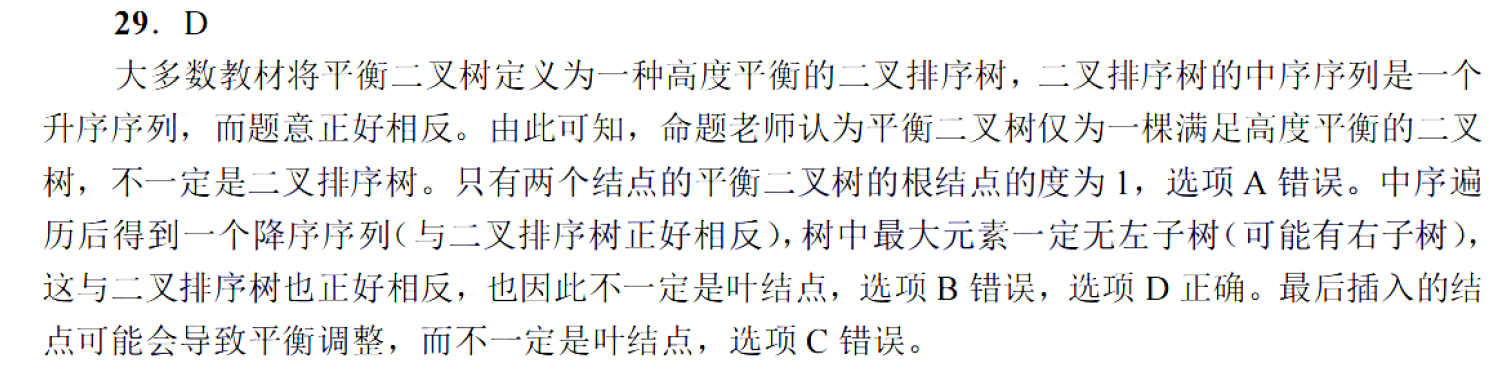 29. D
大多数教材将平衡二叉树定义为一种高度平衡的二叉排序树，二叉排序树的中序序列是一个
升序序列，而题意正好相反。由此可知，命题老师认为平衡二叉树仅为一棵满足高度平衡的二叉
树，不一定是二叉排序树。只有两个结点的平衡二叉树的根结点的度为 1，选项 A 错误。中序遍
历后得到一个降序序列（与二叉排序树正好相反），树中最大元素一定无左子树（可能有右子树），
这与二叉排序树也正好相反，也因此不一定是叶结点，选项 B 错误，选项 D 正确。最后插入的结
点可能会导致平衡调整，而不一定是叶结点，选项 C 错误。